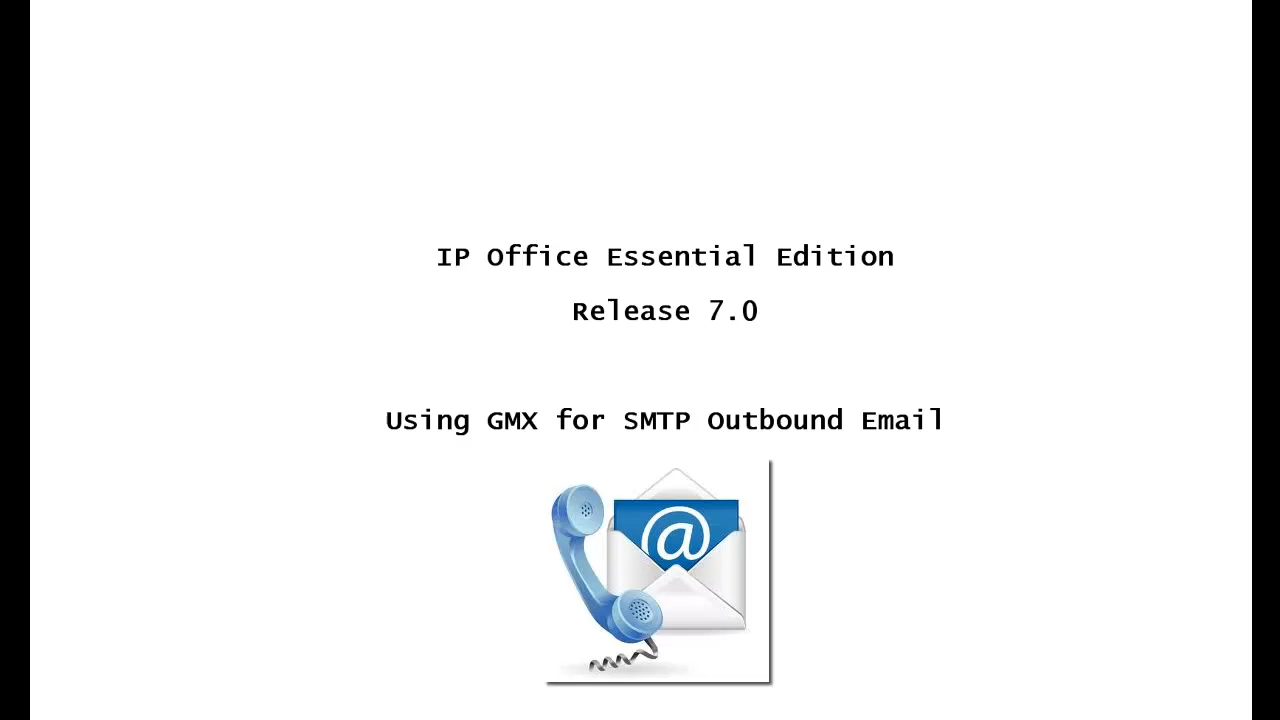 IP Office Essential Edition
Release 7.0
Using GMX for SMTP Outbound Email
@